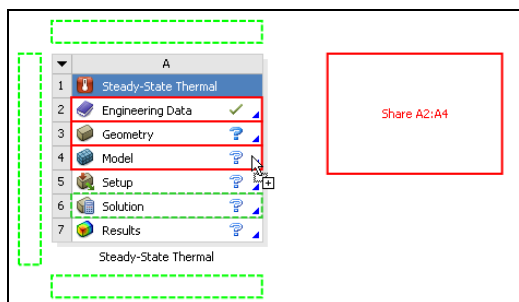 A
1 Steady-State Thermal
2 Engineering Data
3 Geometry ?
4 Model ?
5 Setup ?
6 Solution ?
7 Results ?
Steady-State Thermal
Share A2:A4